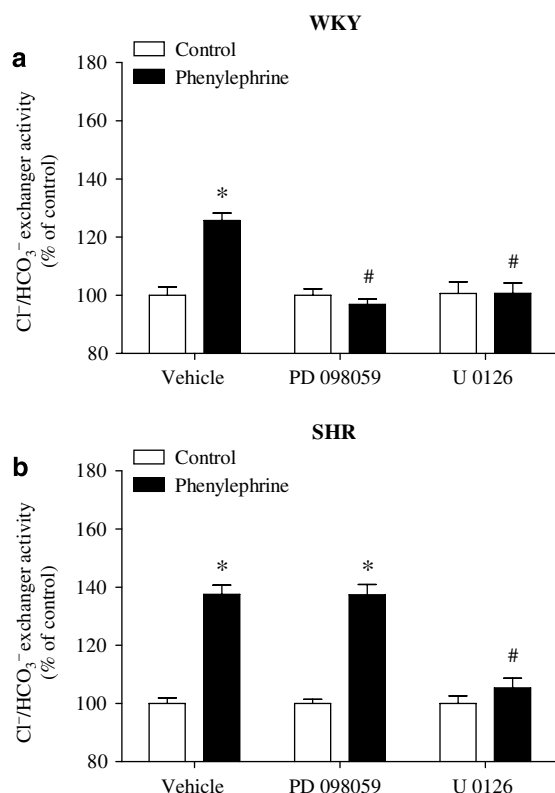 WKY
a
Control
Phenylephrine
180
160
140
120
100
80
Cl⁻/HCO₃⁻ exchanger activity
(% of control)
*
#
#
Vehicle
PD 098059
U 0126
SHR
b
Control
Phenylephrine
180
160
140
120
100
80
Cl⁻/HCO₃⁻ exchanger activity
(% of control)
*
*
#
Vehicle
PD 098059
U 0126